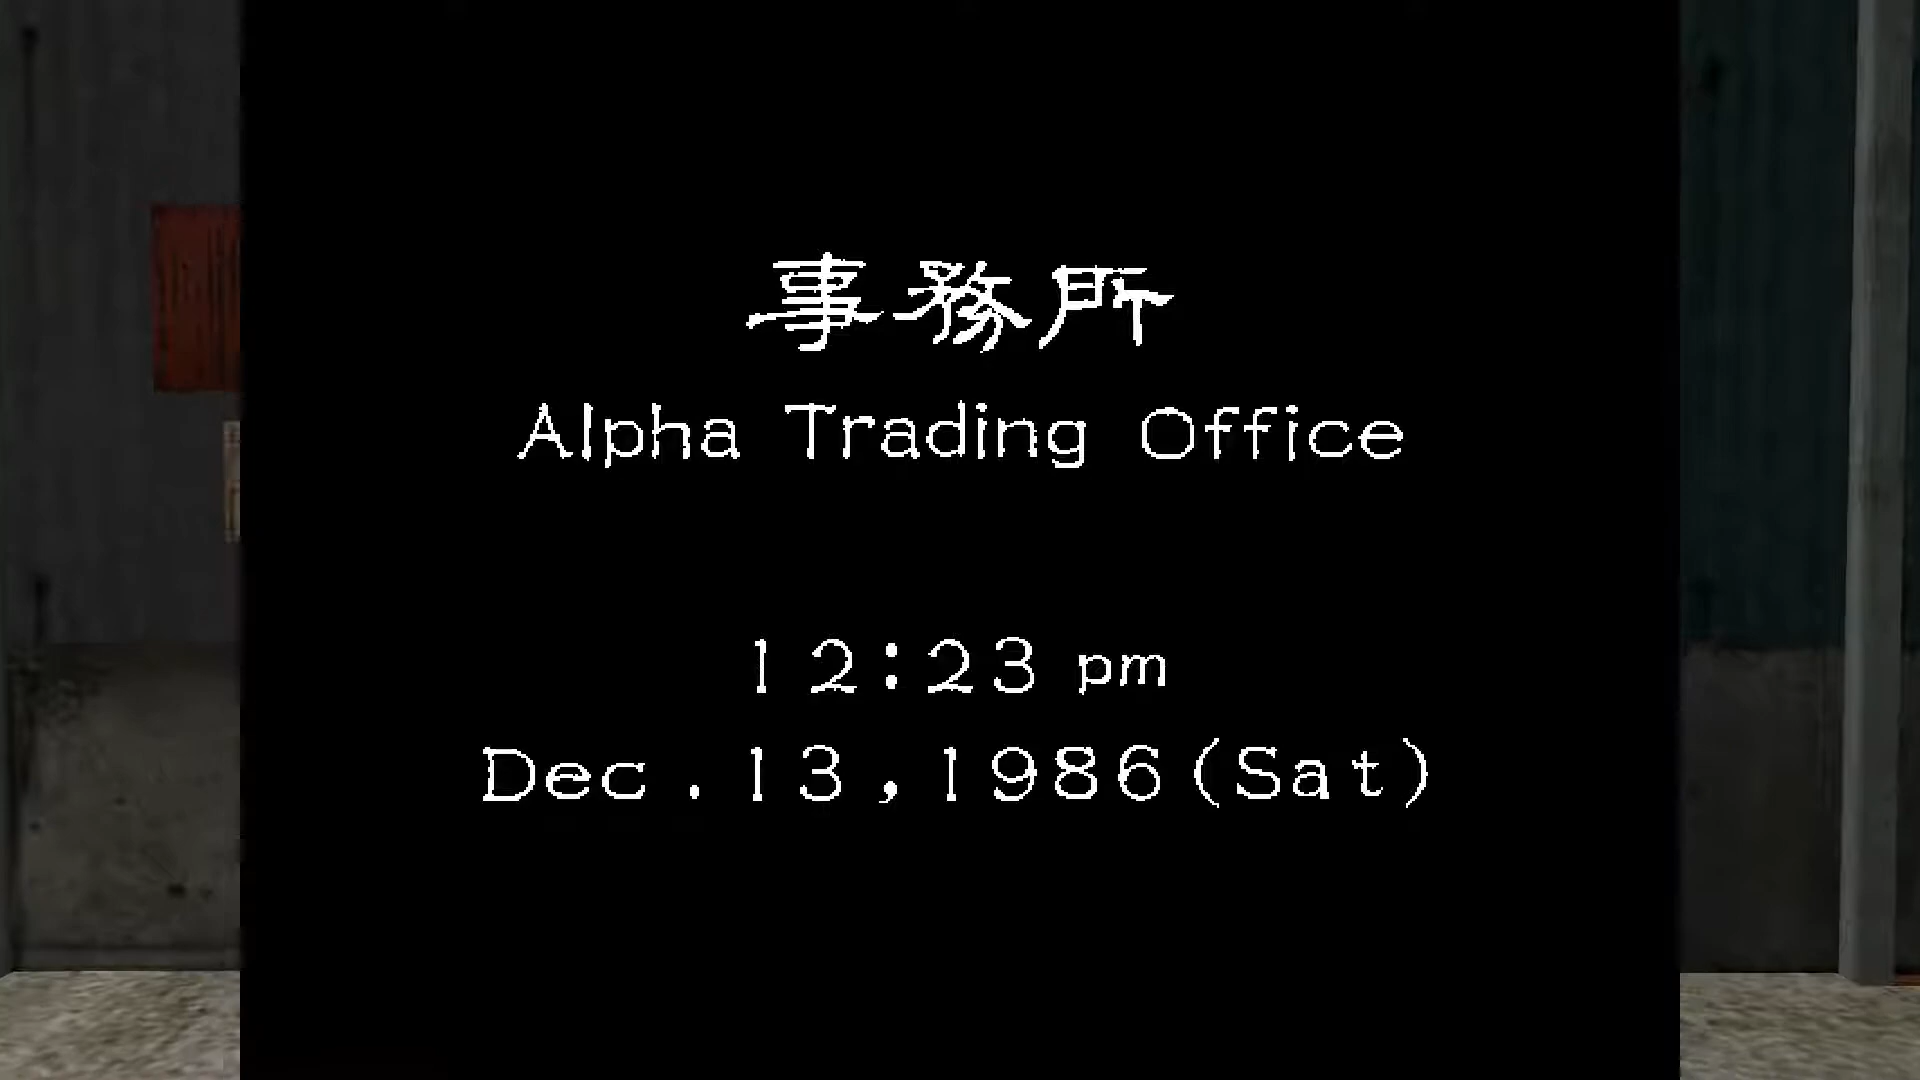 事務所
Alpha Trading Office
12:23 pm
Dec.13,1986(Sat)